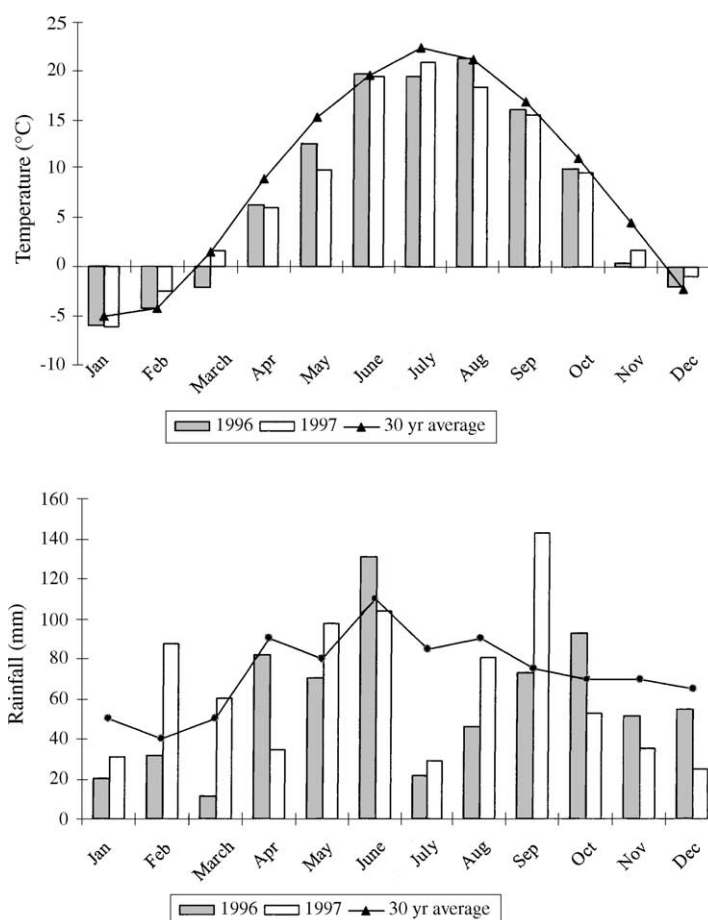 Temperature (°C)
25
20
15
10
5
0
-5
-10
Jan Feb March Apr May June July Aug Sep Oct Nov Dec
1996 1997 30 yr average
Rainfall (mm)
160
140
120
100
80
60
40
20
0
Jan Feb March Apr May June July Aug Sep Oct Nov Dec
1996 1997 30 yr average